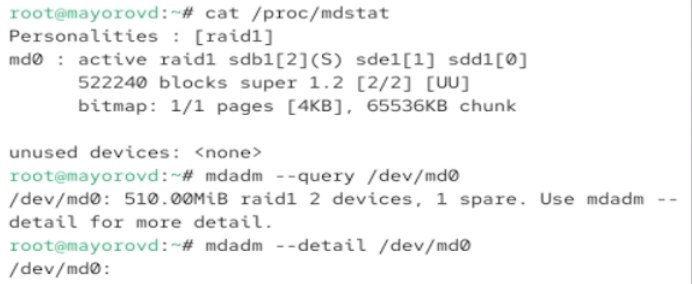 root@mayorovd:~# cat /proc/mdstat
Personalities : [raid1]
md0 : active raid1 sdb1[2](S) sde1[1] sdd1[0]
      522240 blocks super 1.2 [2/2] [UU]
      bitmap: 1/1 pages [4KB], 65536KB chunk

unused devices: <none>
root@mayorovd:~# mdadm --query /dev/md0
/dev/md0: 510.00MiB raid1 2 devices, 1 spare. Use mdadm --
detail for more detail.
root@mayorovd:~# mdadm --detail /dev/md0
/dev/md0: